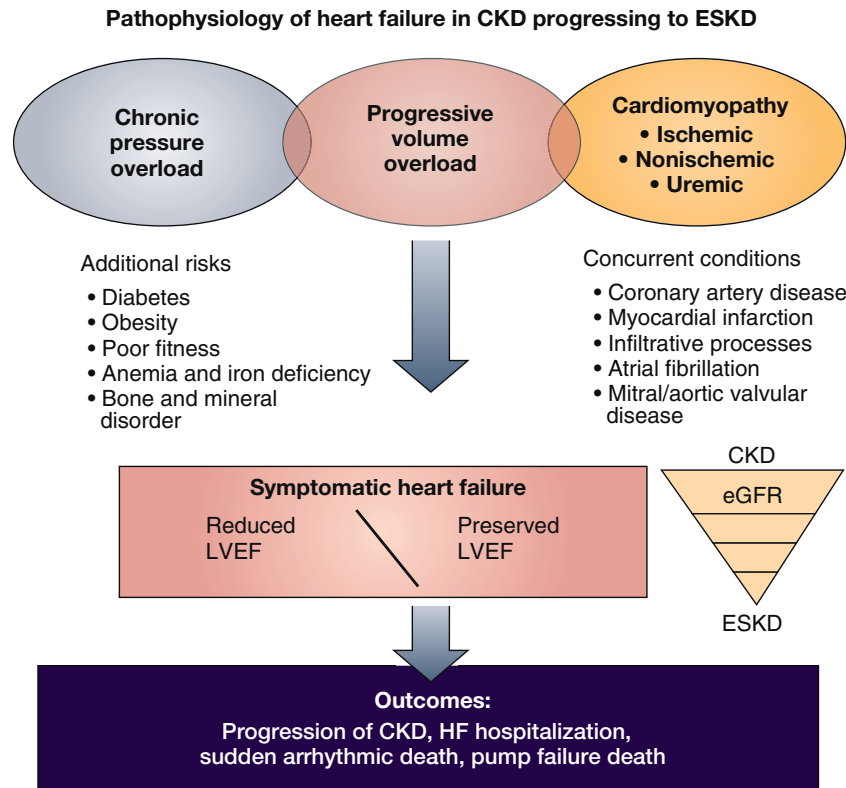 Pathophysiology of heart failure in CKD progressing to ESKD
Chronic
pressure
overload
Progressive
volume
overload
Cardiomyopathy
• Ischemic
• Nonischemic
• Uremic
Additional risks
• Diabetes
• Obesity
• Poor fitness
• Anemia and iron deficiency
• Bone and mineral
disorder
Concurrent conditions
• Coronary artery disease
• Myocardial infarction
• Infiltrative processes
• Atrial fibrillation
• Mitral/aortic valvular
disease
Symptomatic heart failure
Reduced
LVEF
Preserved
LVEF
CKD
eGFR
ESKD
Outcomes:
Progression of CKD, HF hospitalization,
sudden arrhythmic death, pump failure death